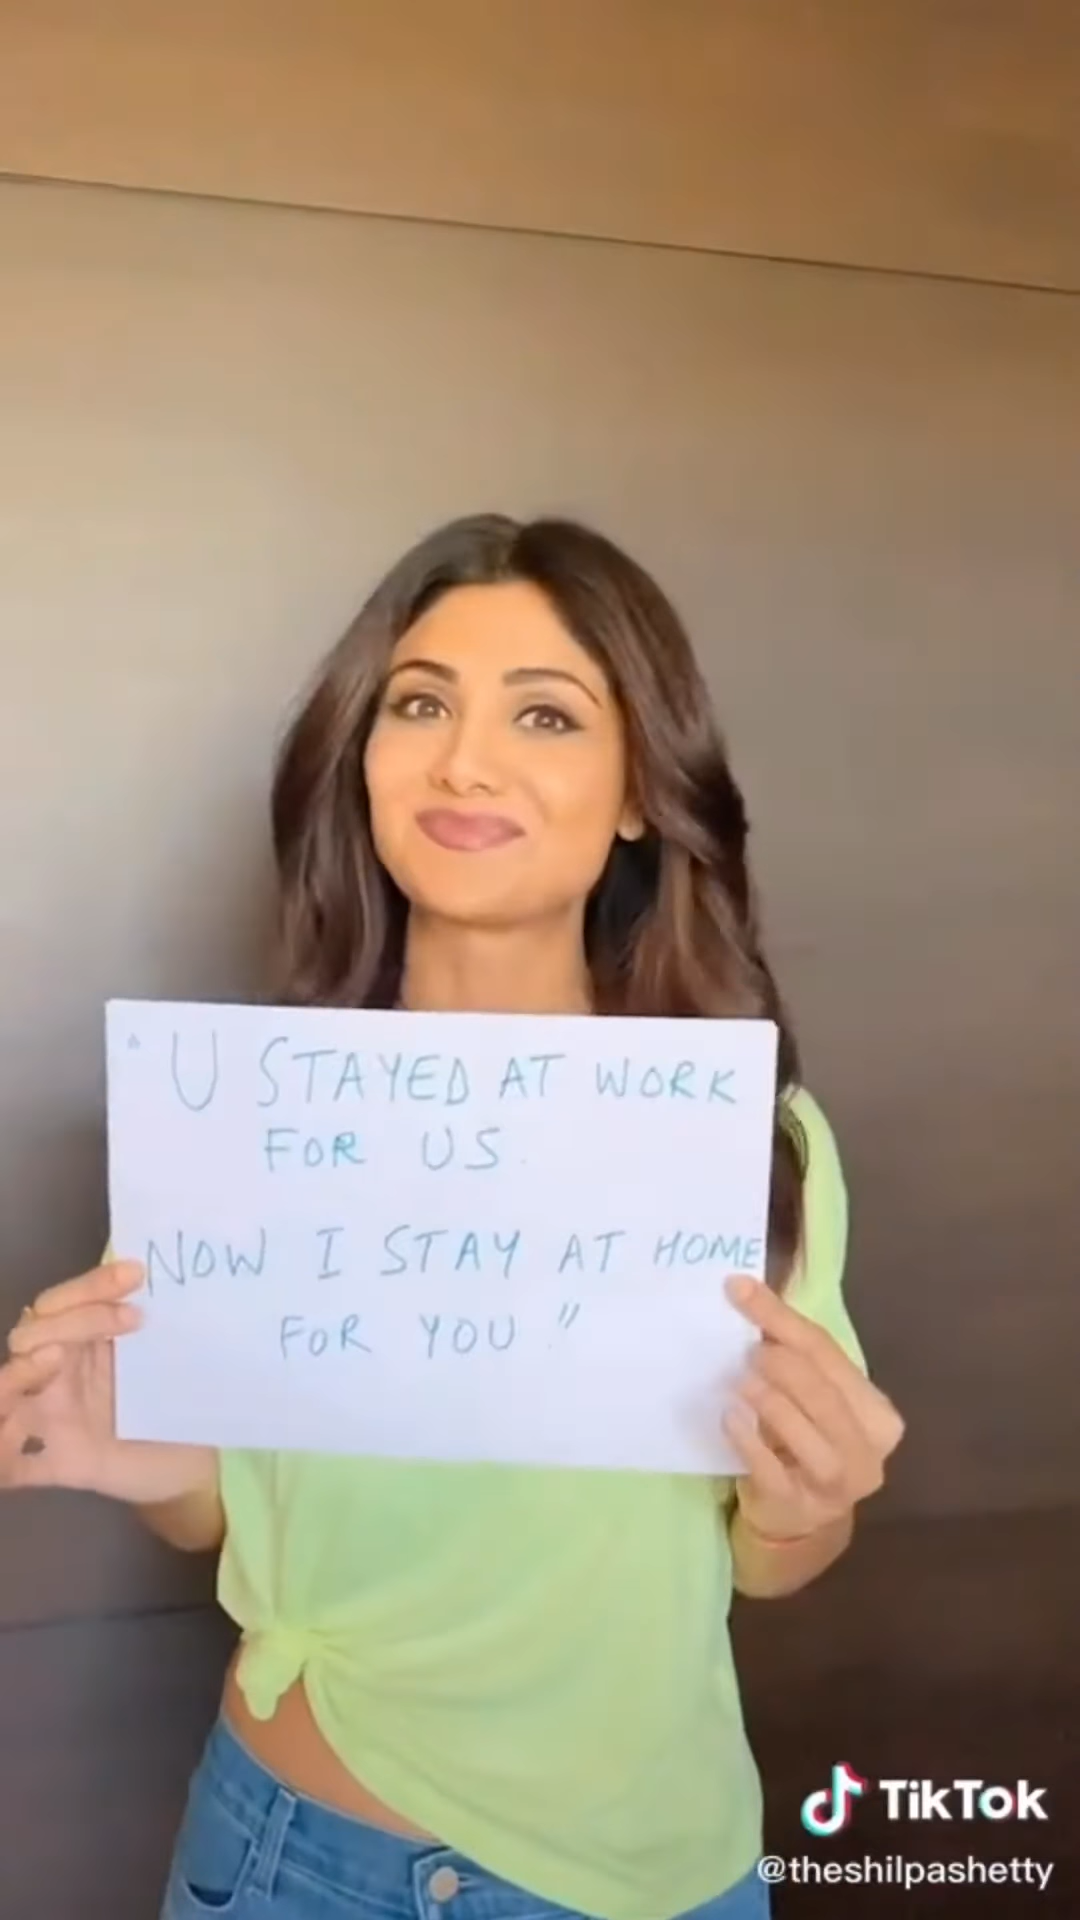 "U STAYED AT WORK
FOR US.
NOW I STAY AT HOME
FOR YOU."
TikTok
@theshilpashetty